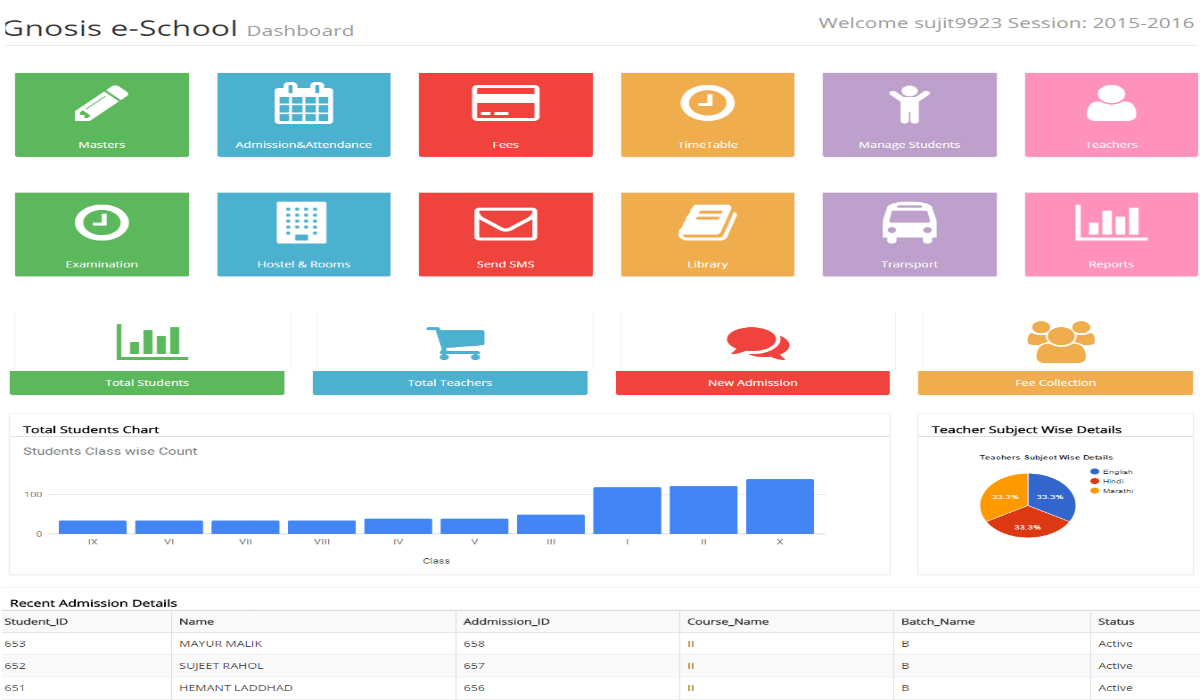 Gnosis e-School Dashboard
Welcome sujit9923 Session: 2015-2016
Masters
Admission&Attendance
Fees
TimeTable
Manage Students
Teachers
Examination
Hostel & Rooms
Send SMS
Library
Transport
Reports
Total Students
Total Teachers
New Admission
Fee Collection
Total Students Chart
Students Class wise Count
100
0
IX VI VII VIII IV V III I II X
Class
Teacher Subject Wise Details
Teachers Subject Wise Details
English
Hindi
Marathi
33.3% 33.3%
33.3%
Recent Admission Details
Student_ID Name Addmission_ID Course_Name Batch_Name Status
653 MAYUR MALIK 658 II B Active
652 SUJEET RAHOL 657 II B Active
651 HEMANT LADDHAD 656 II B Active